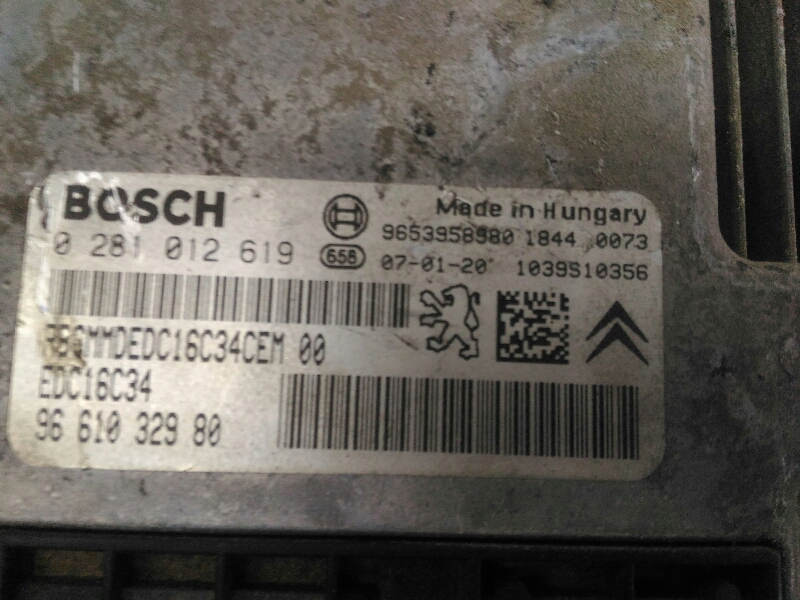 BOSCH
Made in Hungary
9653958980 1844 0073
0 281 012 619
658
07-01-20 1039S10356
MMDEDC16C34CEM 00
EDC16C34
96 610 329 80